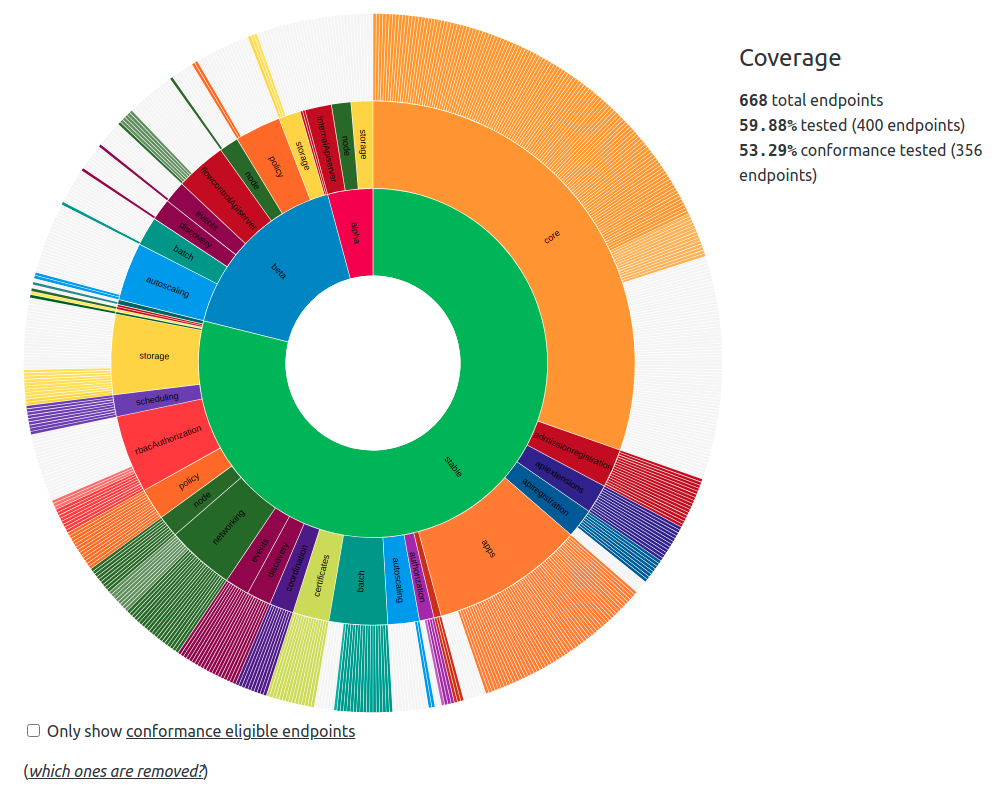 Coverage
668 total endpoints
59.88% tested (400 endpoints)
53.29% conformance tested (356
endpoints)
storage
node
InternalApiserver
storage
policy
node
flowcontrolApiserver
events
discovery
batch
autoscaling
alpha
beta
stable
core
admissionregistration
apiextensions
apiregistration
apps
authorization
autoscaling
batch
certificates
coordination
discovery
events
networking
node
policy
rbacAuthorization
scheduling
storage
Only show conformance eligible endpoints
(which ones are removed?)